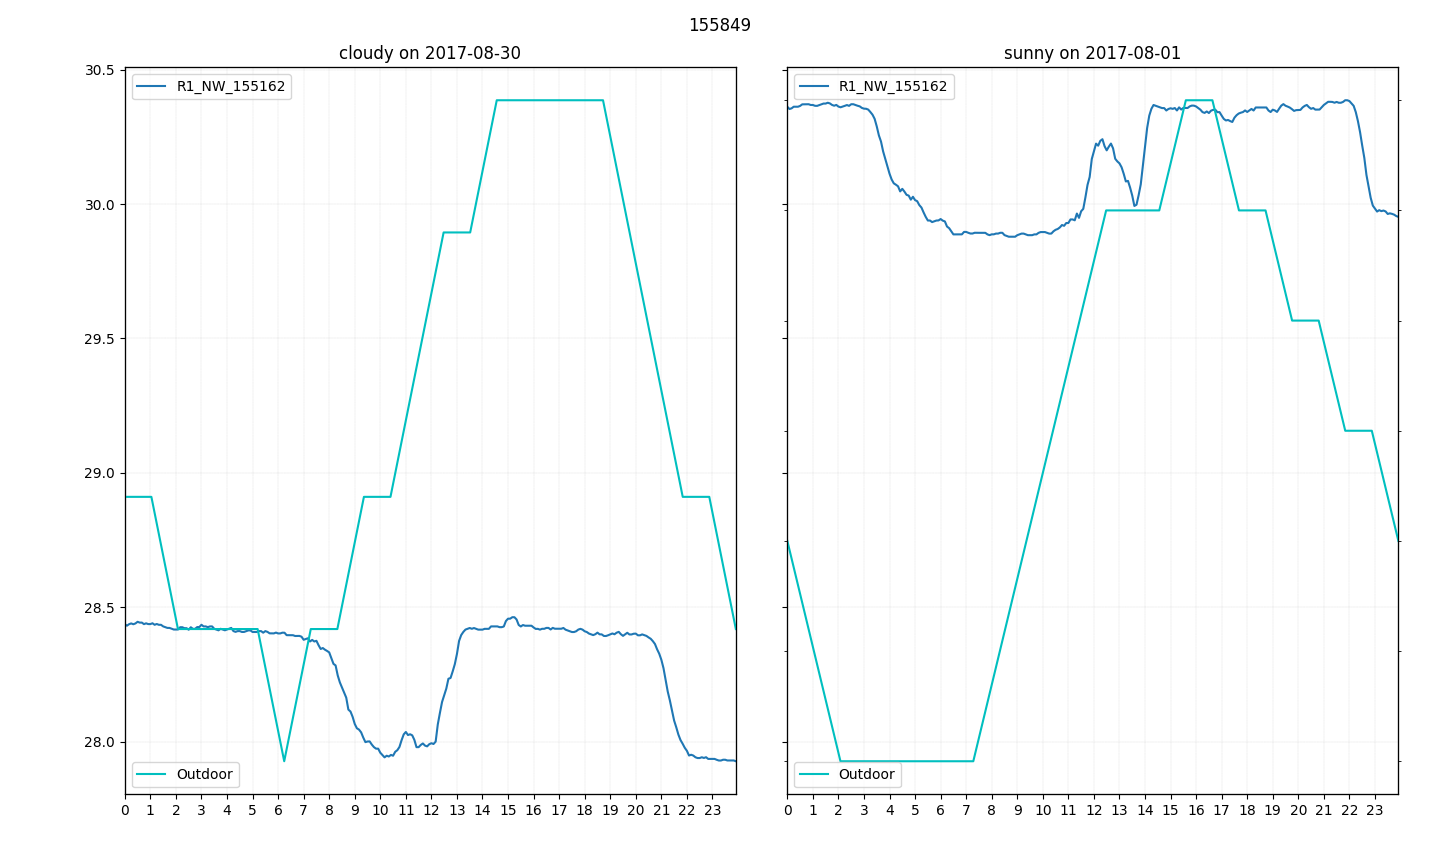 155849
cloudy on 2017-08-30
sunny on 2017-08-01
R1_NW_155162
R1_NW_155162
30.5
30.0
29.5
29.0
28.5
28.0
Outdoor
Outdoor
0 1 2 3 4 5 6 7 8 9 10 11 12 13 14 15 16 17 18 19 20 21 22 23
0 1 2 3 4 5 6 7 8 9 10 11 12 13 14 15 16 17 18 19 20 21 22 23